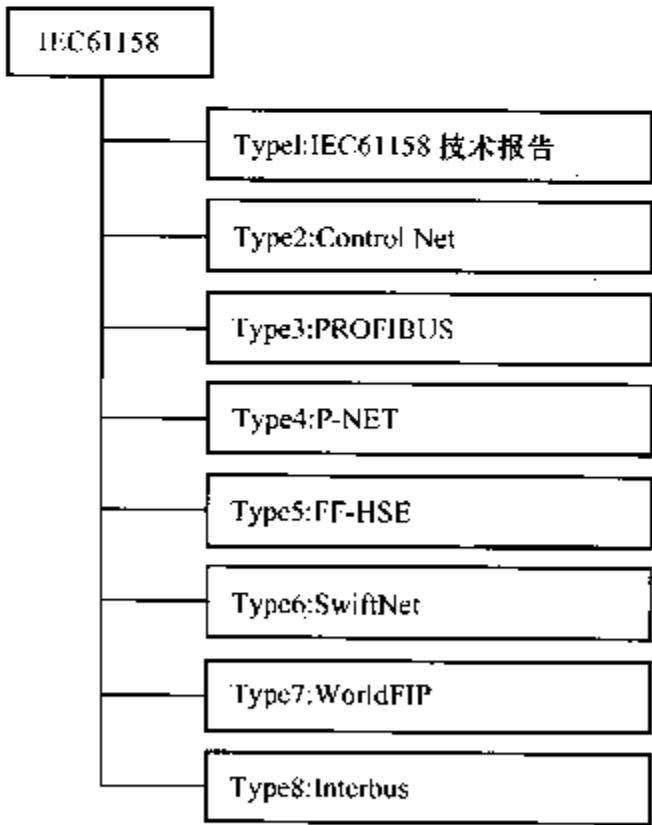 IEC61158
Type1:IEC61158 技术报告
Type2:Control Net
Type3:PROFIBUS
Type4:P-NET
Type5:FF-HSE
Type6:SwiftNet
Type7:WorldFIP
Type8:Interbus